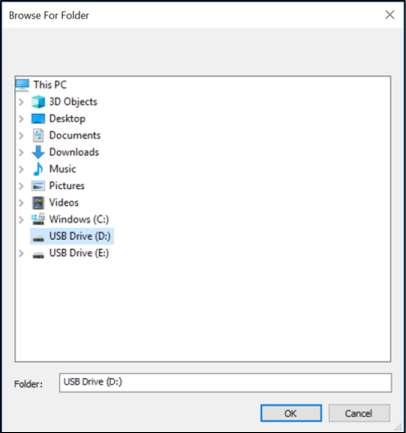 Browse For Folder
This PC
3D Objects
Desktop
Documents
Downloads
Music
Pictures
Videos
Windows (C:)
USB Drive (D:)
USB Drive (E:)
Folder: USB Drive (D:)
OK Cancel